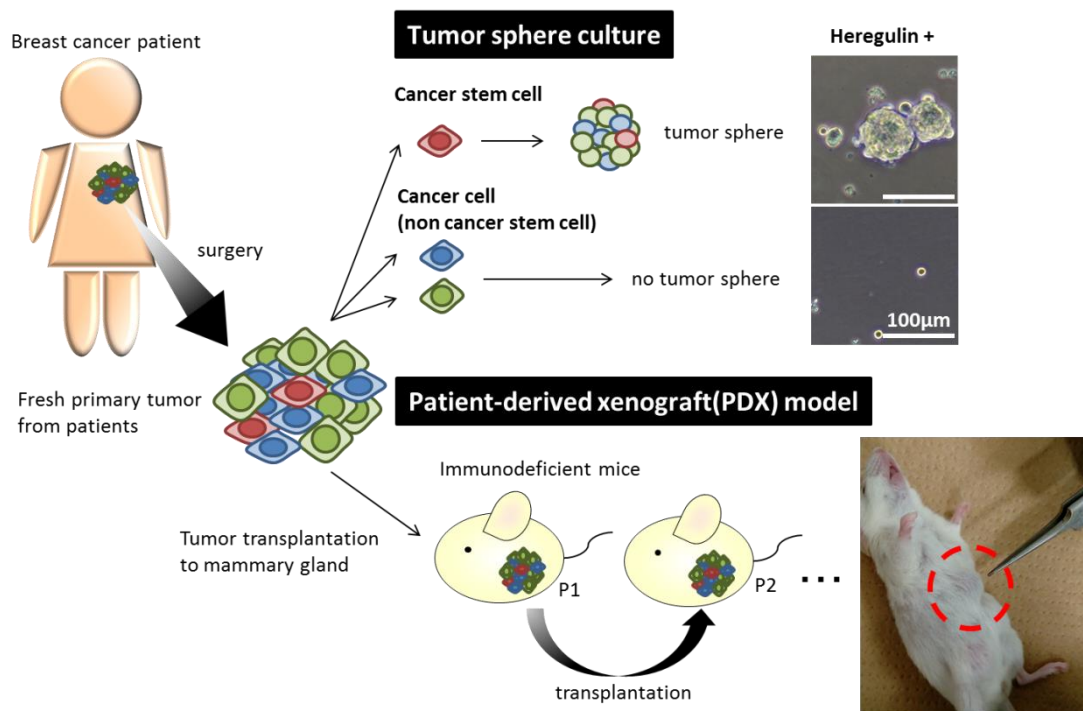 Breast cancer patient
Tumor sphere culture
Heregulin +
Cancer stem cell
tumor sphere
Cancer cell
(non cancer stem cell)
surgery
no tumor sphere
100μm
Fresh primary tumor
from patients
Patient-derived xenograft(PDX) model
Immunodeficient mice
Tumor transplantation
to mammary gland
P1
P2
...
transplantation